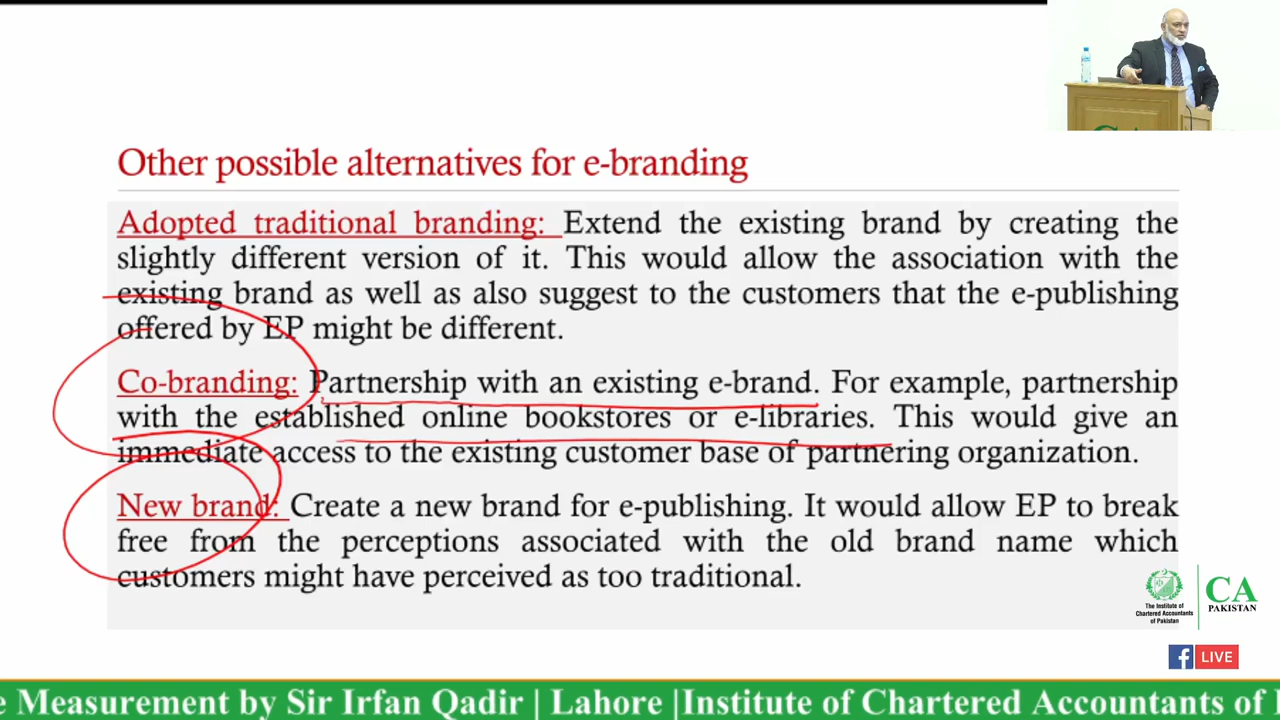 Other possible alternatives for e-branding
Adopted traditional branding: Extend the existing brand by creating the
slightly different version of it. This would allow the association with the
existing brand as well as also suggest to the customers that the e-publishing
offered by EP might be different.
Co-branding: Partnership with an existing e-brand. For example, partnership
with the established online bookstores or e-libraries. This would give an
immediate access to the existing customer base of partnering organization.
New brand: Create a new brand for e-publishing. It would allow EP to break
free from the perceptions associated with the old brand name which
customers might have perceived as too traditional.
The Institute of
Chartered Accountants
of Pakistan
CA
PAKISTAN
f LIVE
e Measurement by Sir Irfan Qadir | Lahore |Institute of Chartered Accountants of